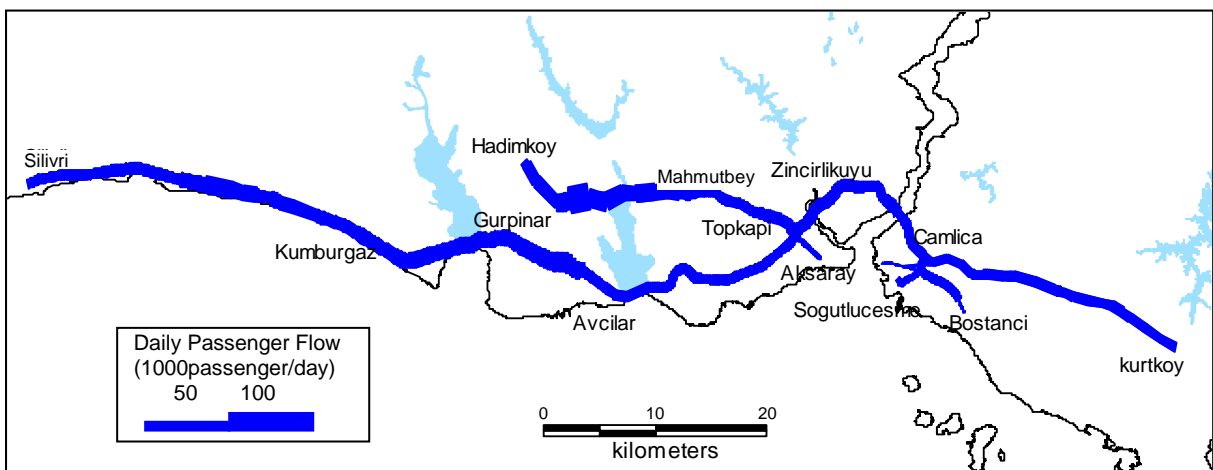 Silivri
Hadimkoy
Mahmutbey
Zincirlikuyu
Gurpinar
Topkapi
Camlica
Kumburgaz
Aksaray
Sogutlucesme
Bostanci
Avcilar
kurtkoy
Daily Passenger Flow
(1000passenger/day)
50 100
0 10 20
kilometers